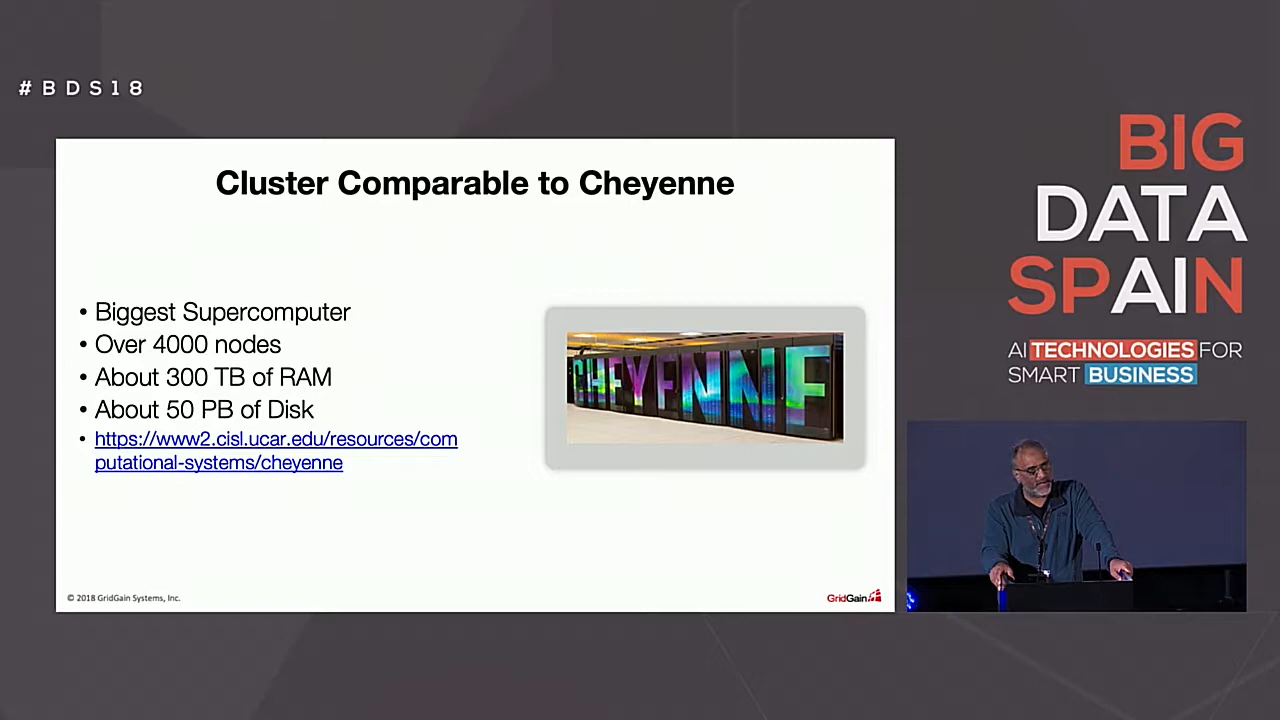 #BDS18
Cluster Comparable to Cheyenne
• Biggest Supercomputer
• Over 4000 nodes
• About 300 TB of RAM
• About 50 PB of Disk
• https://www2.cisl.ucar.edu/resources/com
putational-systems/cheyenne
CHEYENNE
© 2018 GridGain Systems, Inc.
GridGain
BIG
DATA
SPAIN
AI TECHNOLOGIES FOR
SMART BUSINESS